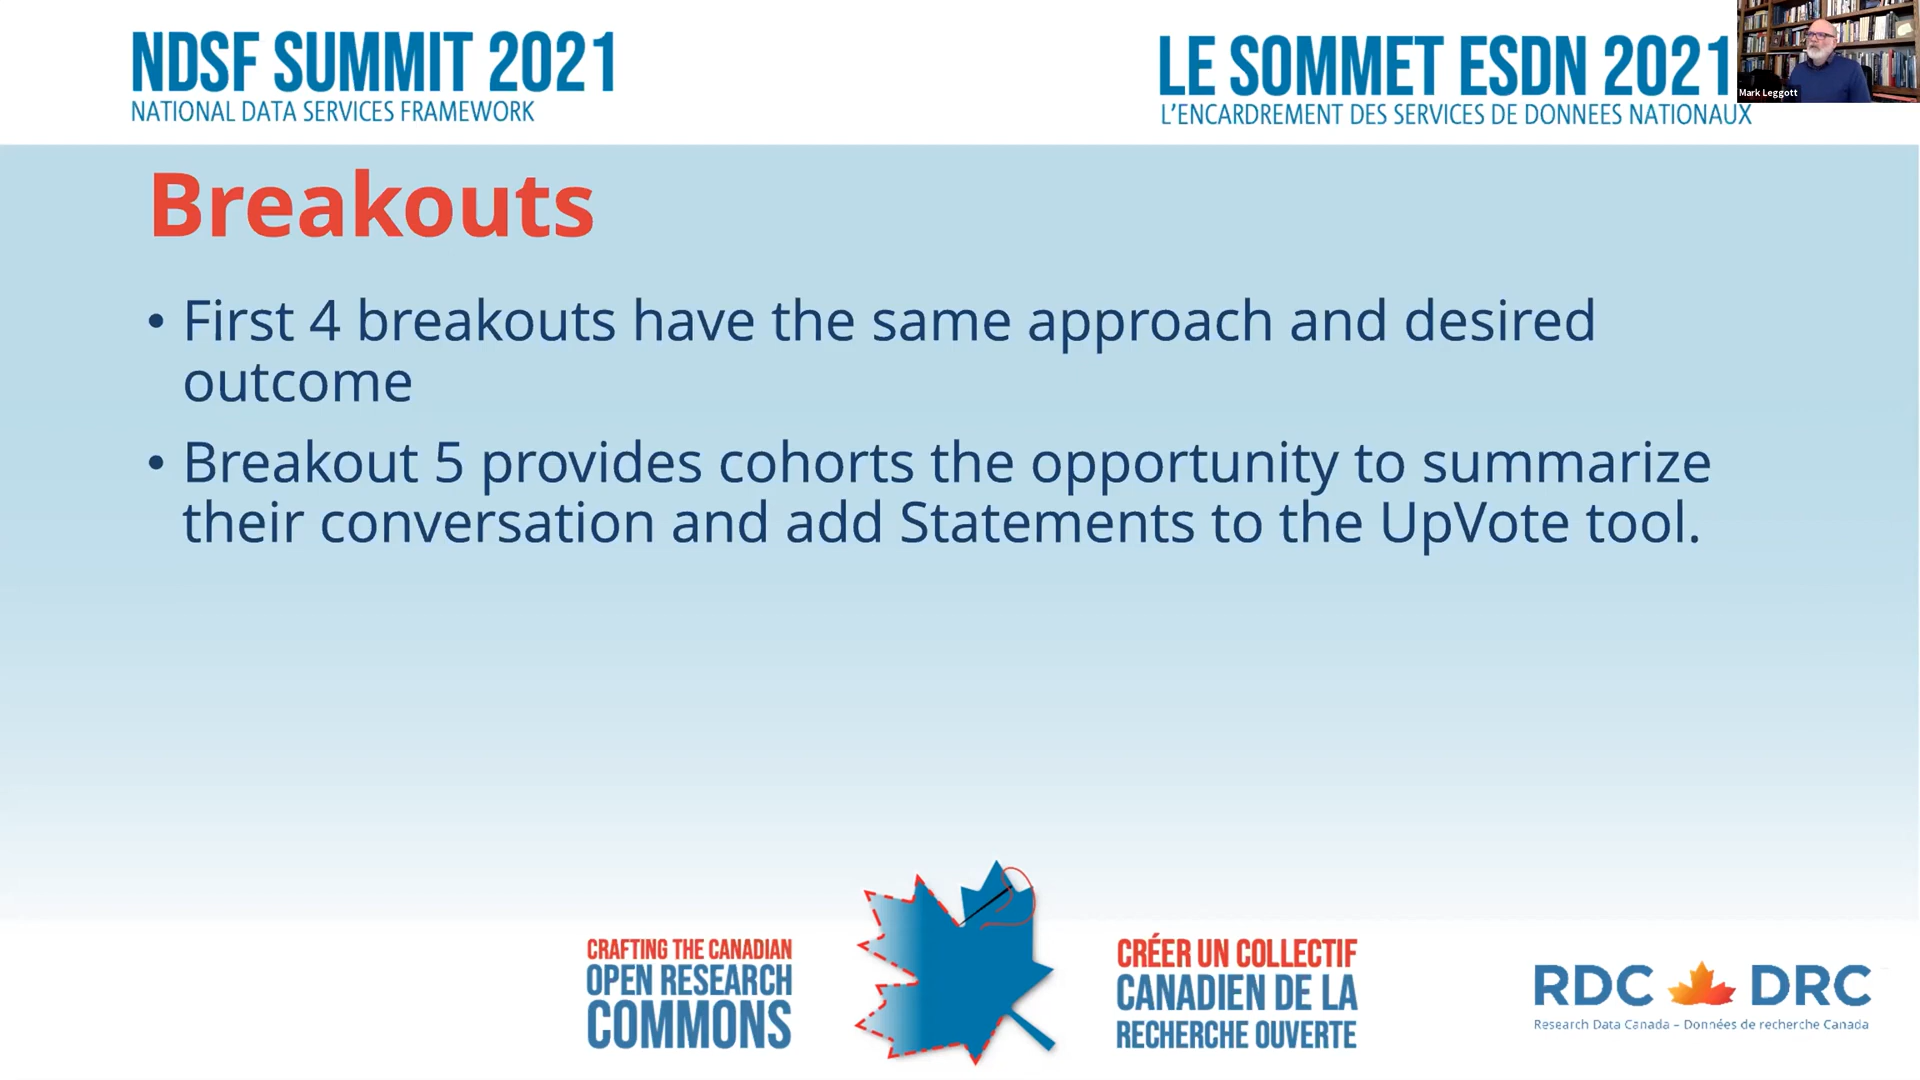 NDSF SUMMIT 2021
NATIONAL DATA SERVICES FRAMEWORK
LE SOMMET ESDN 2021
L'ENCARDREMENT DES SERVICES DE DONNEES NATIONAUX
Mark Leggott
Breakouts
• First 4 breakouts have the same approach and desired
outcome
• Breakout 5 provides cohorts the opportunity to summarize
their conversation and add Statements to the UpVote tool.
CRAFTING THE CANADIAN
OPEN RESEARCH
COMMONS
CRÉER UN COLLECTIF
CANADIEN DE LA
RECHERCHE OUVERTE
RDC DRC
Research Data Canada – Données de recherche Canada